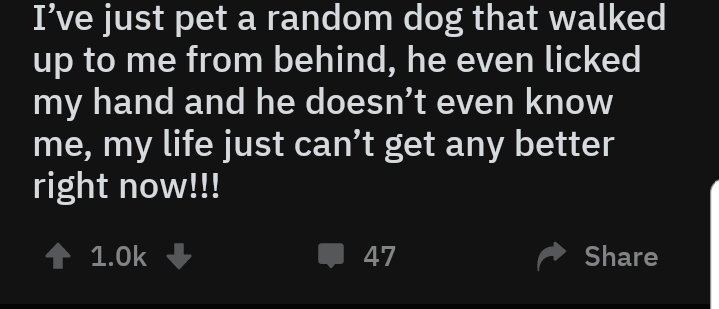 I’ve just pet a random dog that walked
up to me from behind, he even licked
my hand and he doesn’t even know
me, my life just can’t get any better
right now!!!
1.0k 47 Share